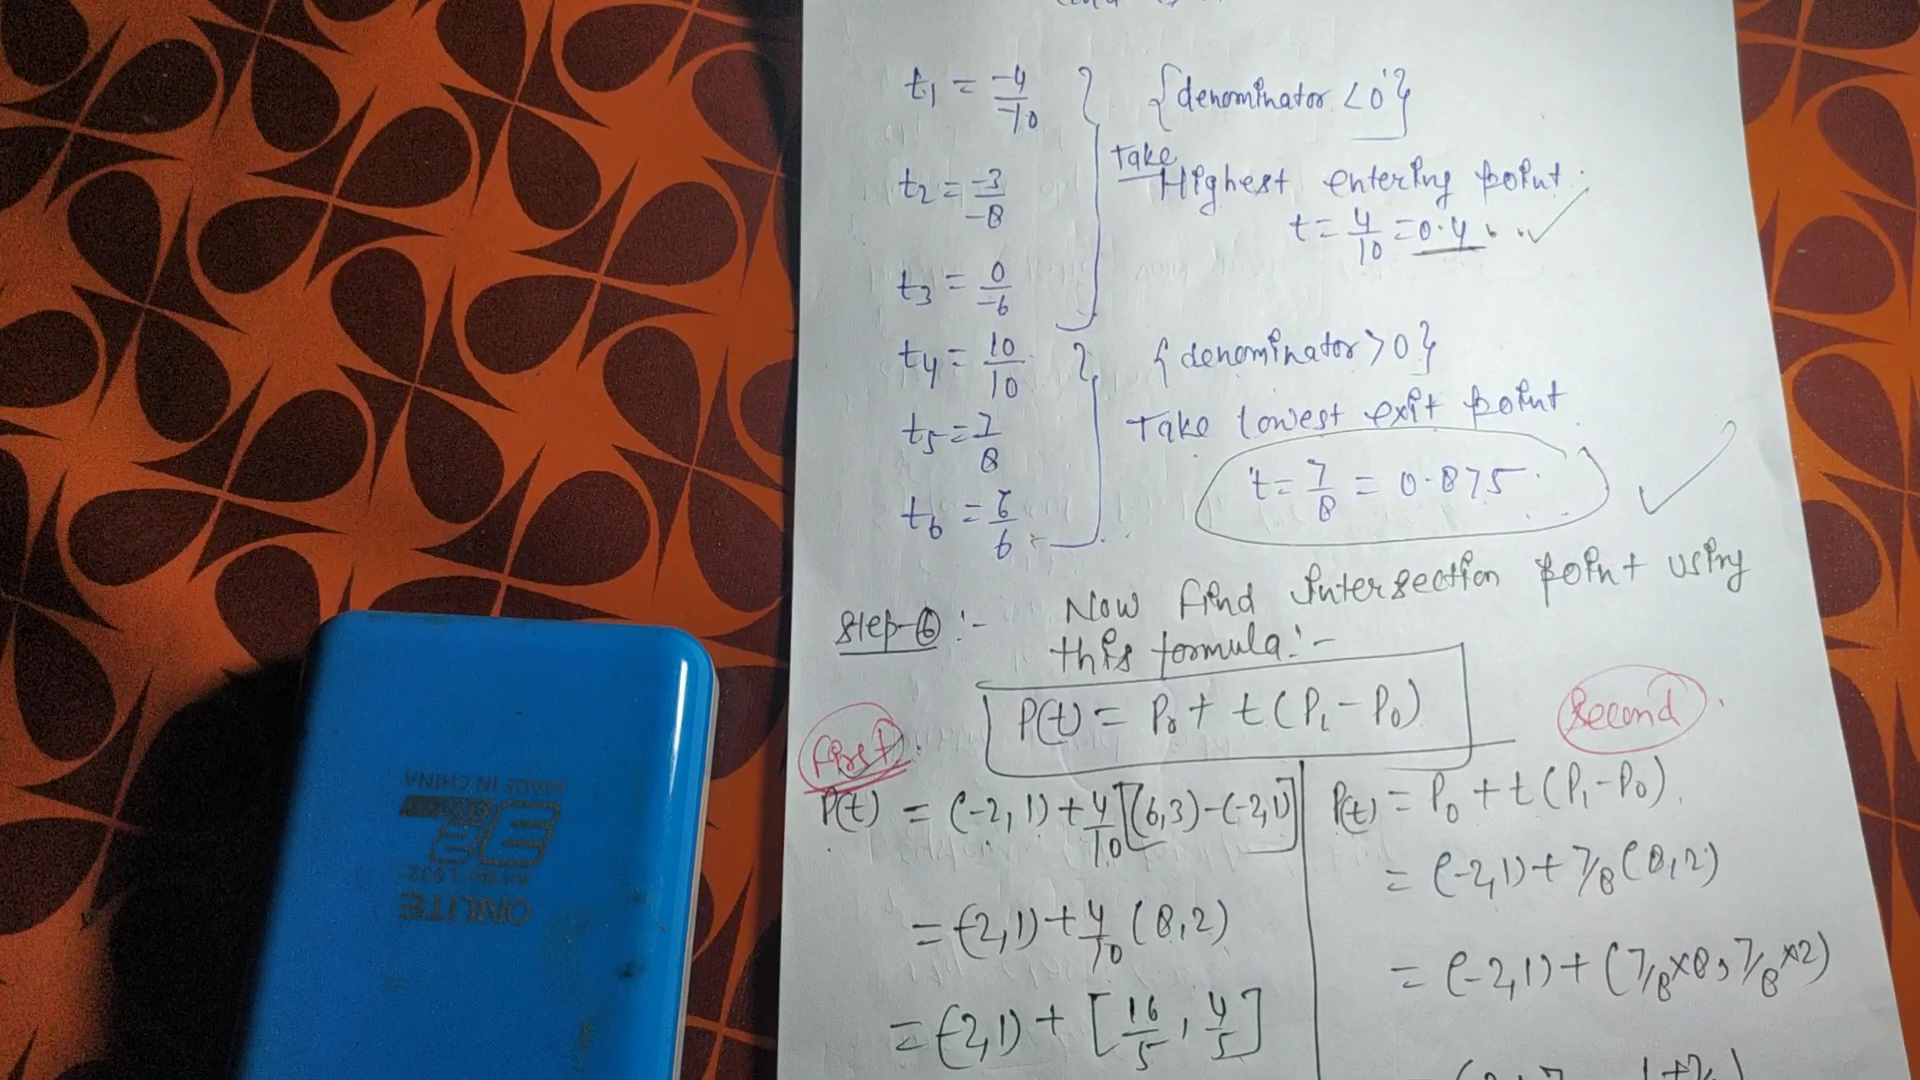 t1 = -4/-10 } {denominator <0}
Take Highest entering point.
t2 = -3/-8
t = 4/10 = 0.4
t3 = 0/-6
t4 = 10/10 } {denominator >0}
t5 = 7/8 Take lowest exit point
t = 7/8 = 0.875
t6 = 6/6
Step-6 :- Now find intersection point using
this formula:-
P(t) = P0 + t(P1 - P0)
First
P(t) = (-2, 1) + 4/10 [(6,3)-(-2,1)]
= (-2,1) + 4/10 (8,2)
= (-2,1) + [16/5, 4/5]
Second
P(t) = P0 + t(P1-P0)
= (-2,1) + 7/8 (8,2)
= (-2,1) + (7/8×8, 7/8×2)
MADE IN CHINA
ONLITE